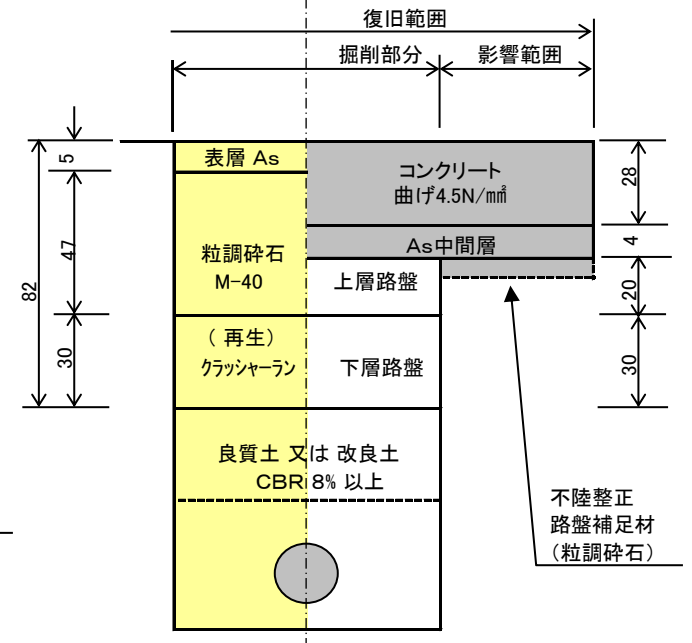 復旧範囲
掘削部分
影響範囲
5
47
82
30
表層 As
粒調砕石
M-40
（ 再生）
クラッシャーラン
コンクリート
曲げ4.5N/㎟
As中間層
上層路盤
下層路盤
良質土 又は 改良土
CBR 8% 以上
28
4
20
30
不陸整正
路盤補足材
（粒調砕石）